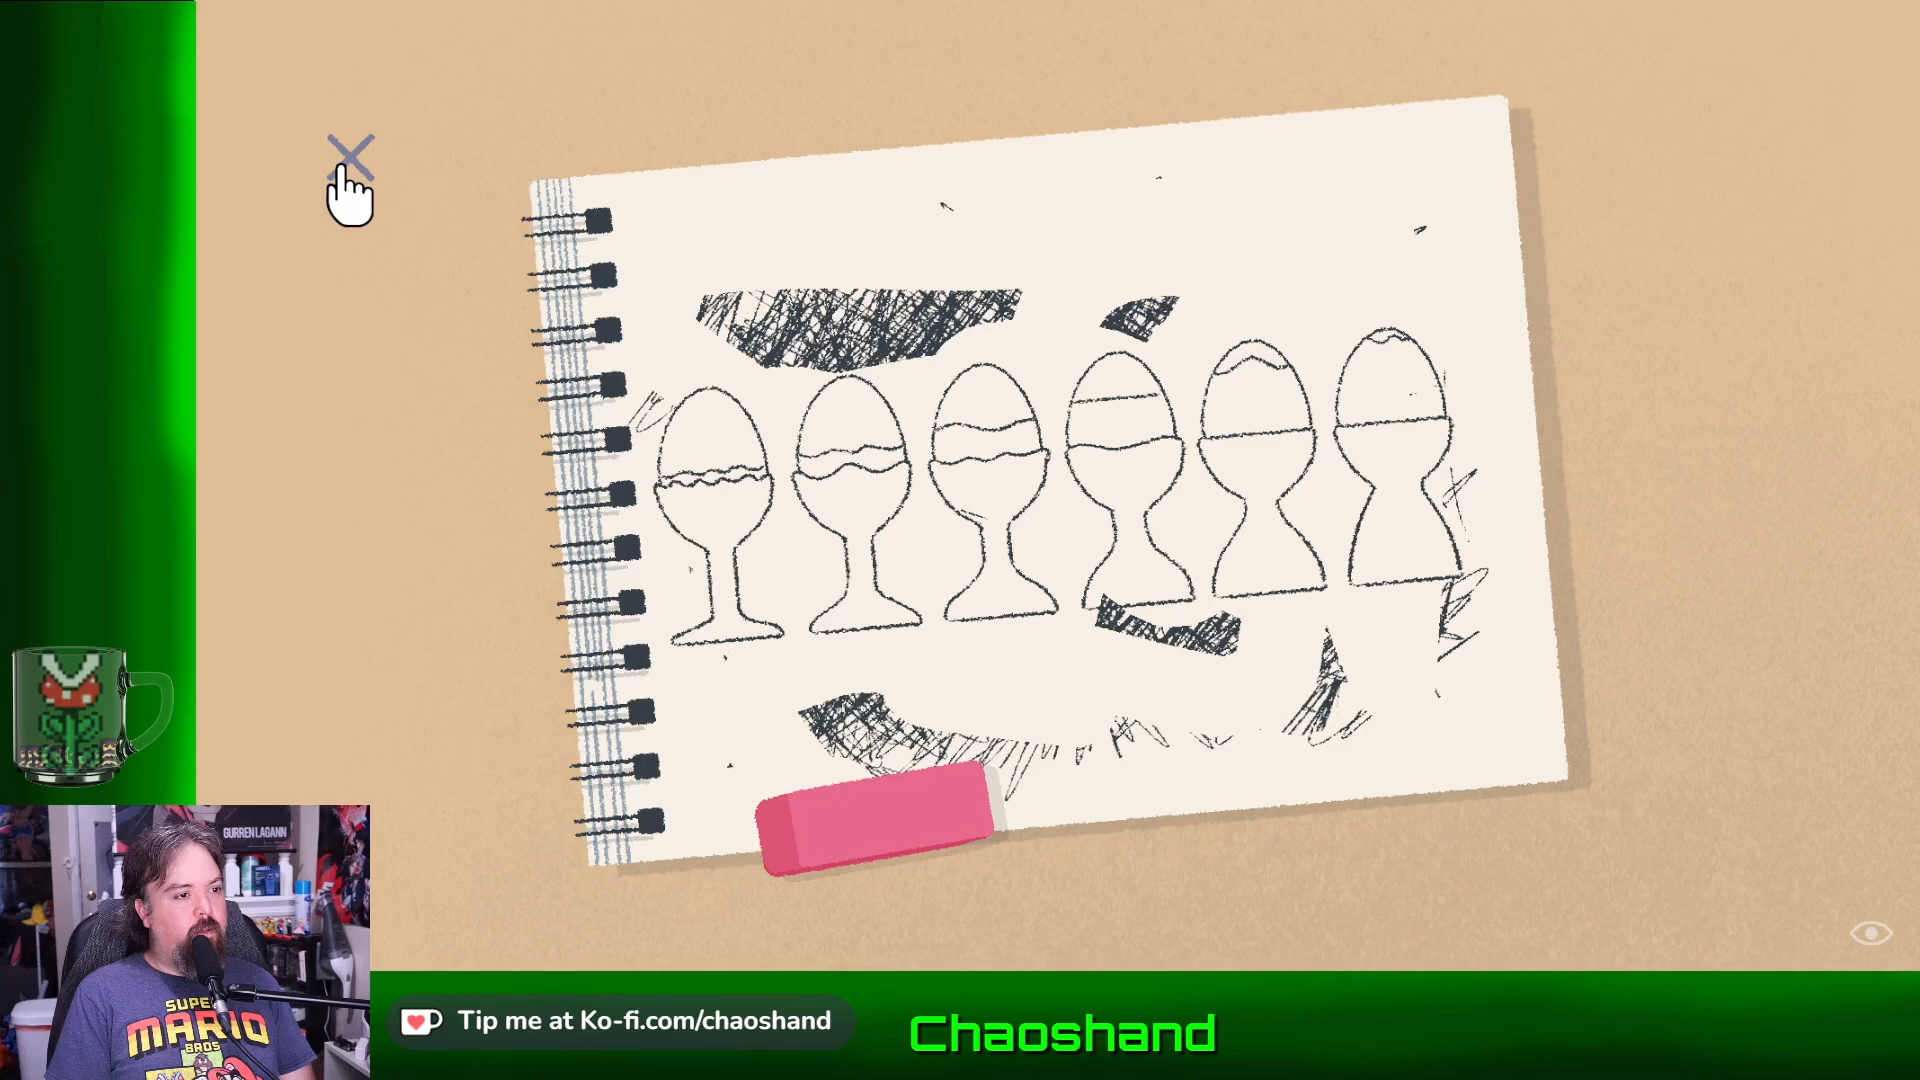 GURREN LAGANN
SUPER
MARIO
BROS
Tip me at Ko-fi.com/chaoshand
Chaoshand